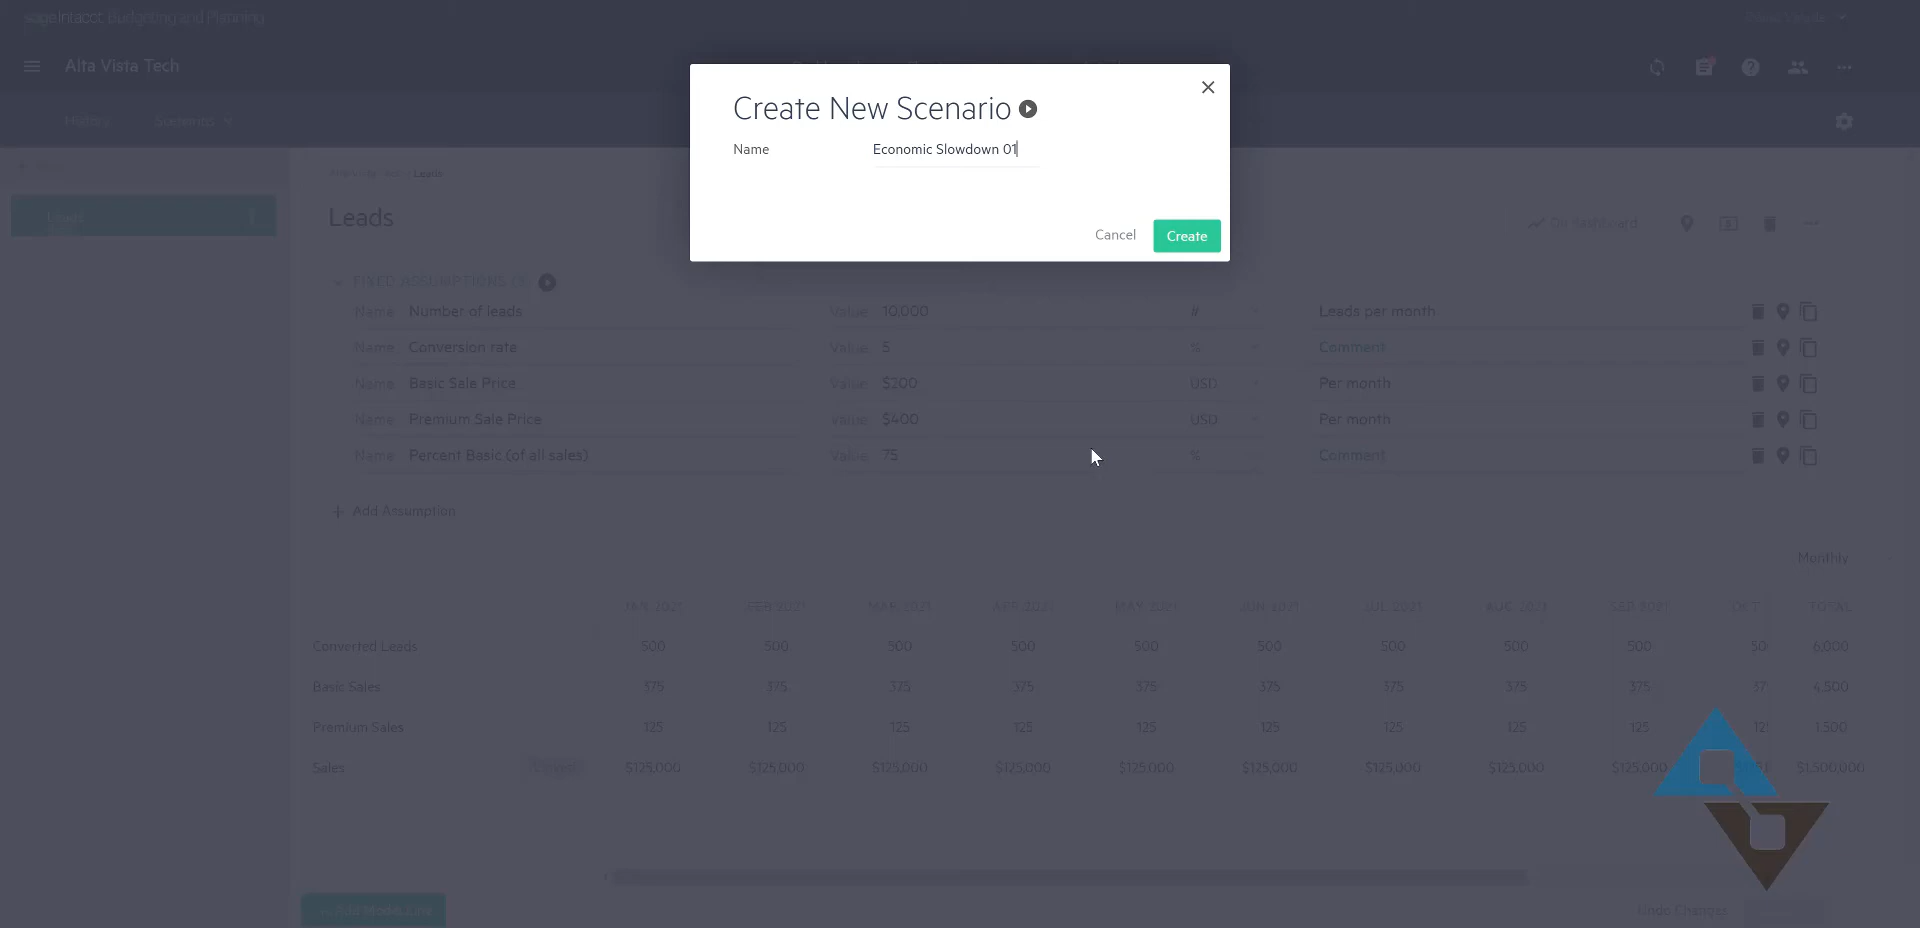 sage Intacct Budgeting and Planning
Alta Vista Tech
History Scenarios
Create New Scenario
Name Economic Slowdown 01
Cancel Create
Leads
Leads
Leads
On dashboard
FIXED ASSUMPTIONS
Name Number of leads Value 10,000 # Leads per month
Name Conversion rate Value 5 % Comment
Name Basic Sale Price Value $200 USD Per month
Name Premium Sale Price Value $400 USD Per month
Name Percent Basic (of all sales) Value 75 % Comment
+ Add Assumption
Monthly
JAN 2021 FEB 2021 MAR 2021 APR 2021 MAY 2021 JUN 2021 JUL 2021 AUG 2021 SEP 2021 OCT TOTAL
Converted Leads 500 500 500 500 500 500 500 500 500 50 6,000
Basic Sales 375 375 375 375 375 375 375 375 375 37 4,500
Premium Sales 125 125 125 125 125 125 125 125 125 12 1,500
Sales $125,000 $125,000 $125,000 $125,000 $125,000 $125,000 $125,000 $125,000 $125,000 $1,500,000
+ Add Model Line
Undo Changes